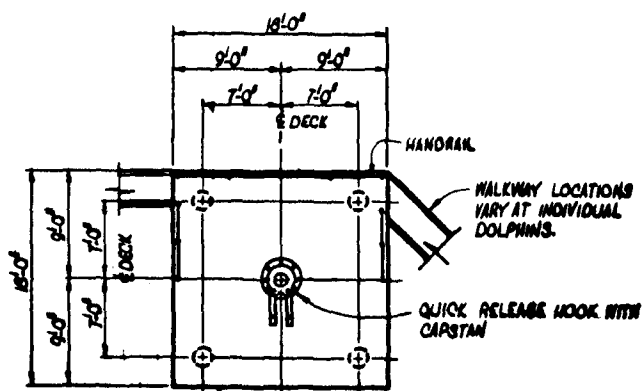 18'-0"
9'-0" 9'-0"
7'-0" 7'-0"
℄ DECK
HANDRAIL
WALKWAY LOCATIONS
VARY AT INDIVIDUAL
DOLPHINS.
18'-0"
9'-0"
7'-0"
℄ DECK
9'-0"
7'-0"
QUICK RELEASE HOOK WITH
CAPSTAN